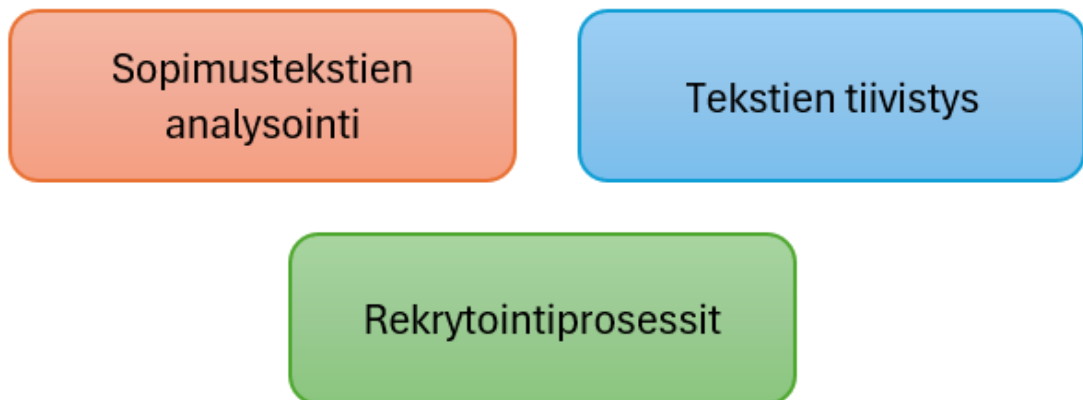 Sopimustekstien
analysointi
Tekstien tiivistys
Rekrytointiprosessit